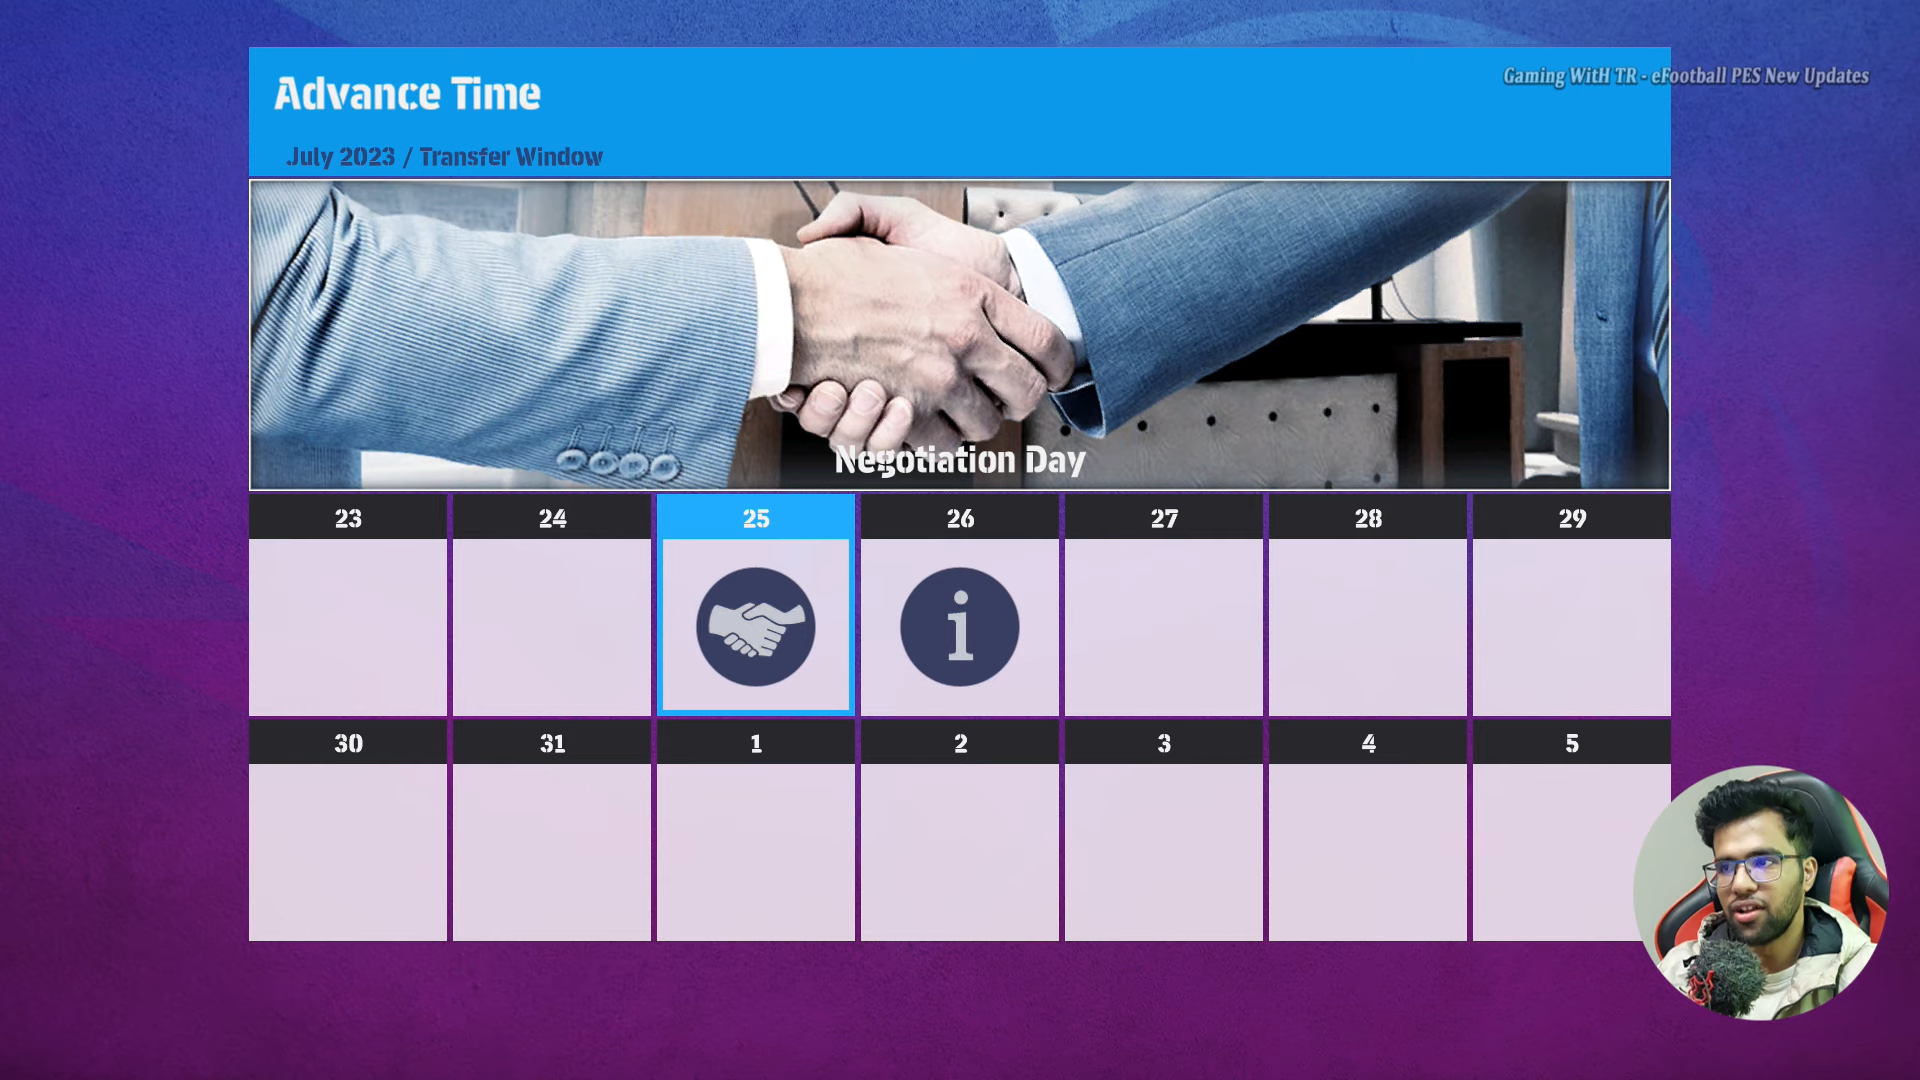 Advance Time
Gaming WitH TR - eFootball PES New Updates
July 2023 / Transfer Window
Negotiation Day
23 24 25 26 27 28 29
i
30 31 1 2 3 4 5